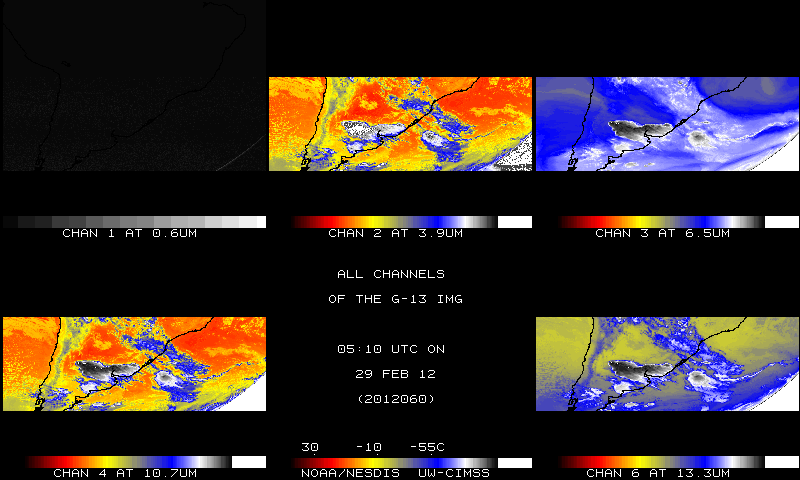 CHAN 1 AT 0.6UM
CHAN 2 AT 3.9UM
CHAN 3 AT 6.5UM
ALL CHANNELS
OF THE G-13 IMG
05:10 UTC ON
29 FEB 12
(2012060)
30 -10 -55C
CHAN 4 AT 10.7UM
NOAA/NESDIS UW-CIMSS
CHAN 6 AT 13.3UM